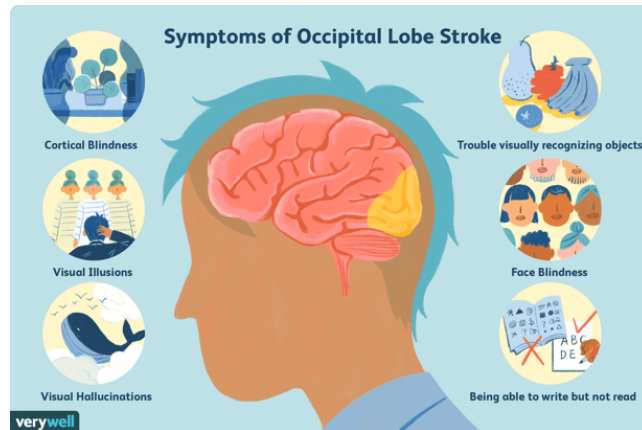 Symptoms of Occipital Lobe Stroke
Cortical Blindness
Trouble visually recognizing objects
Visual Illusions
Face Blindness
ABC
DE
Visual Hallucinations
Being able to write but not read
verywell